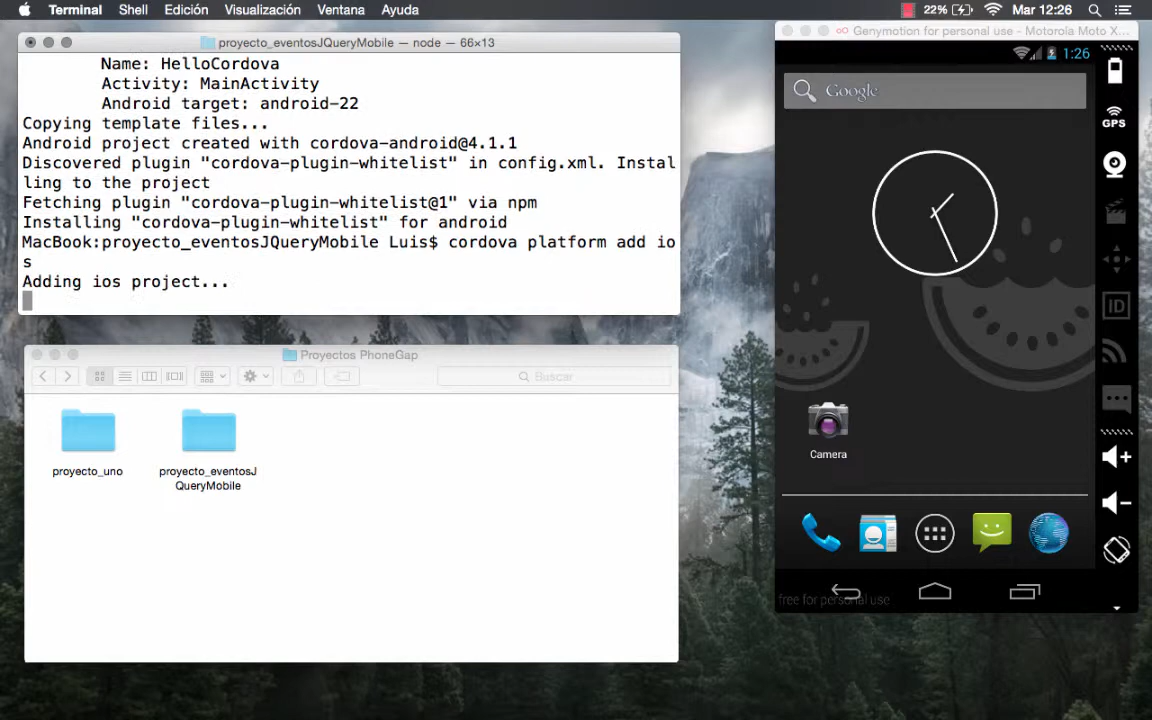 Terminal Shell Edición Visualización Ventana Ayuda 22% Mar 12:26
proyecto_eventosJQueryMobile — node — 66×13
Name: HelloCordova
Activity: MainActivity
Android target: android-22
Copying template files...
Android project created with cordova-android@4.1.1
Discovered plugin "cordova-plugin-whitelist" in config.xml. Instal
ling to the project
Fetching plugin "cordova-plugin-whitelist@1" via npm
Installing "cordova-plugin-whitelist" for android
MacBook:proyecto_eventosJQueryMobile Luis$ cordova platform add io
s
Adding ios project...
Proyectos PhoneGap
Buscar
proyecto_uno
proyecto_eventosJ
QueryMobile
Genymotion for personal use - Motorola Moto X...
1:26
Google
GPS
ID
Camera
free for personal use